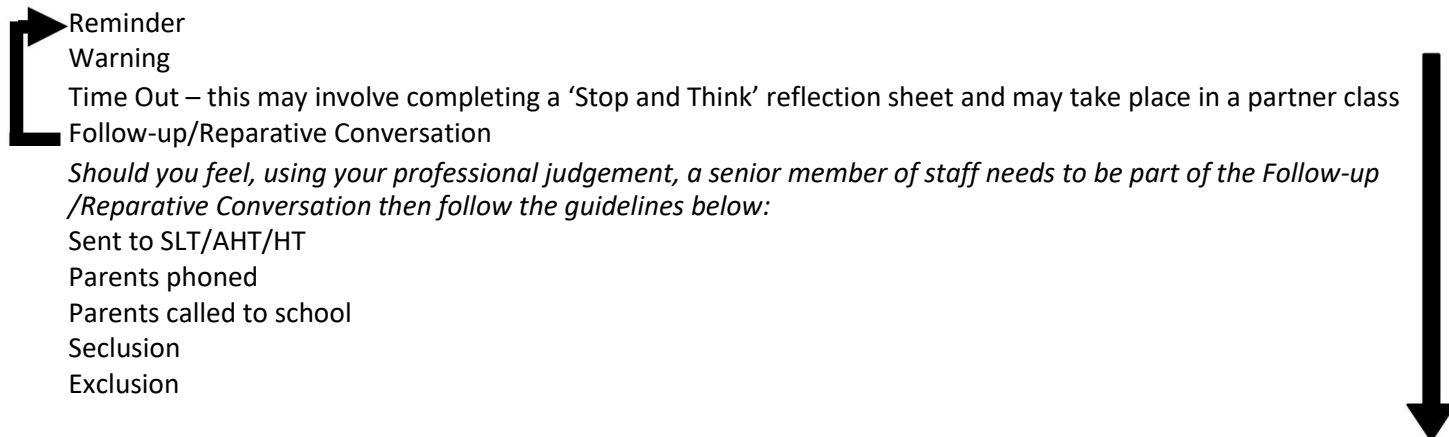 Reminder
Warning
Time Out – this may involve completing a ‘Stop and Think’ reflection sheet and may take place in a partner class
Follow-up/Reparative Conversation
Should you feel, using your professional judgement, a senior member of staff needs to be part of the Follow-up
/Reparative Conversation then follow the guidelines below:
Sent to SLT/AHT/HT
Parents phoned
Parents called to school
Seclusion
Exclusion